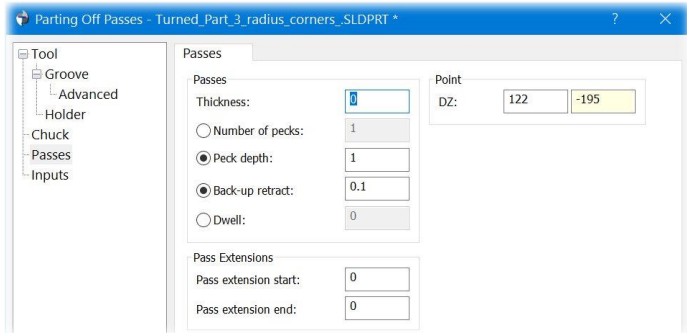 Parting Off Passes - Turned_Part_3_radius_corners_.SLDPRT *
? ×
Tool
Groove
Advanced
Holder
Chuck
Passes
Inputs
Passes
Passes
Thickness: 0
Number of pecks: 1
Peck depth: 1
Back-up retract: 0.1
Dwell: 0
Pass Extensions
Pass extension start: 0
Pass extension end: 0
Point
DZ: 122 -195